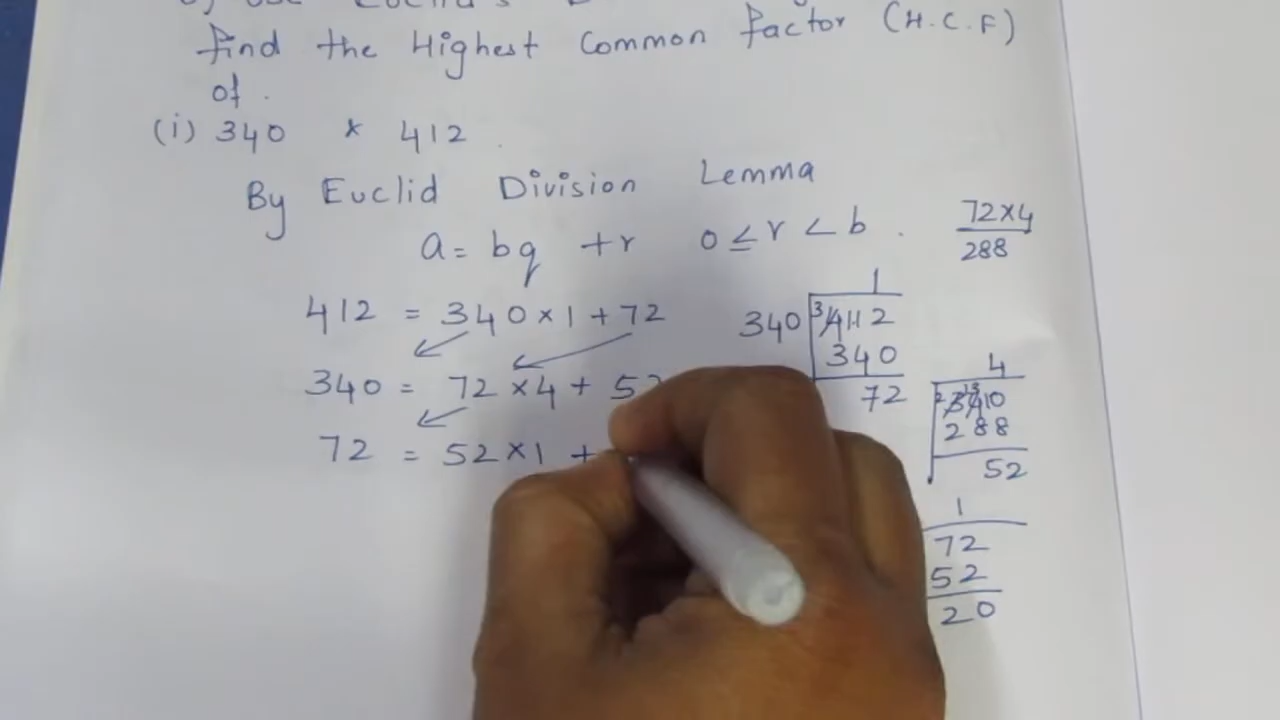 find the Highest Common factor (H.C.F)
of.
(i) 340 & 412.
By Euclid Division Lemma
a = bq + r 0 ≤ r < b.
72×4
288
412 = 340 × 1 + 72
340 = 72 × 4 + 52
72 = 52 × 1 +
1
340 412
340
72
4
340
288
52
1
72
52
20